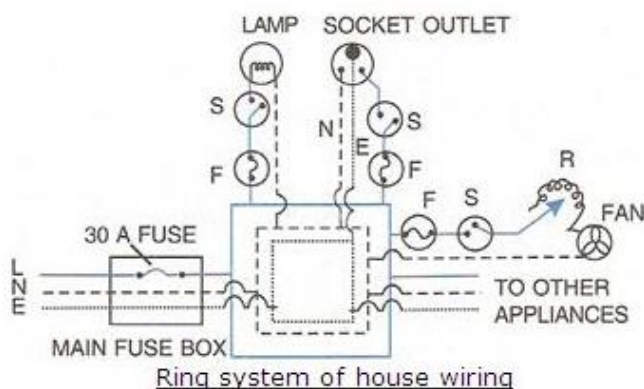 LAMP SOCKET OUTLET
S
N
E
S
F
F
F
S
R
FAN
30 A FUSE
L
N
E
TO OTHER
APPLIANCES
MAIN FUSE BOX
Ring system of house wiring